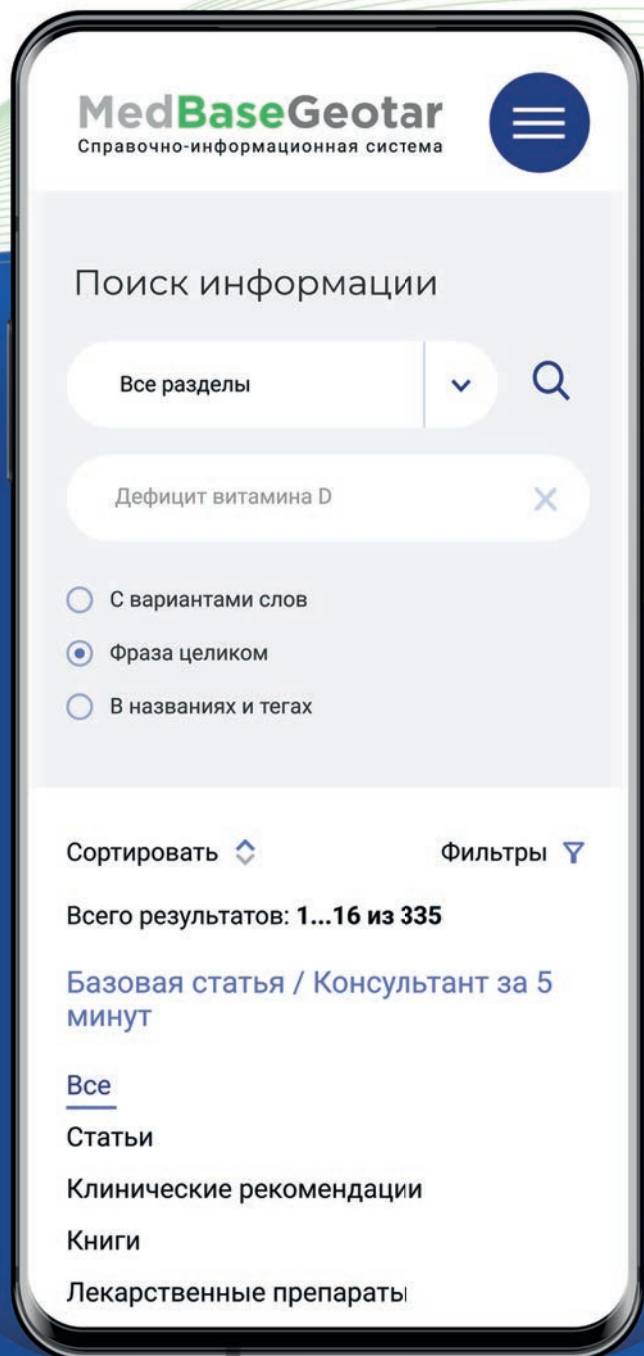 MedBaseGeotar
Справочно-информационная система
Поиск информации
Все разделы
Дефицит витамина D
С вариантами слов
Фраза целиком
В названиях и тегах
Сортировать Фильтры
Всего результатов: 1...16 из 335
Базовая статья / Консультант за 5
минут
Все
Статьи
Клинические рекомендации
Книги
Лекарственные препараты